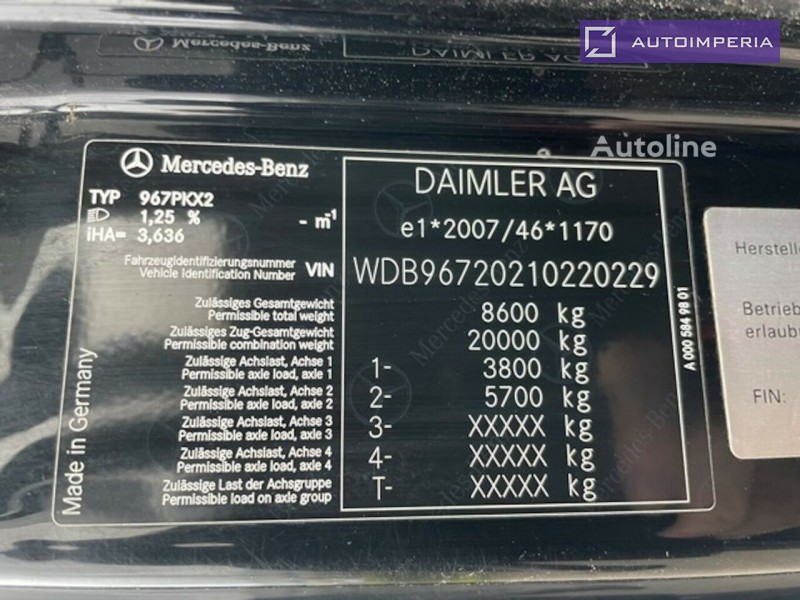 AUTOIMPERIA
Autoline
Mercedes-Benz
DAIMLER AG
Mercedes-Benz
TYP 967PKX2
1,25 % - m⁻¹
iHA= 3,636
DAIMLER AG
e1*2007/46*1170
Fahrzeugidentifizierungsnummer
Vehicle Identification Number VIN WDB96720210220229
Zulässiges Gesamtgewicht
Permissible total weight 8600 kg
Zulässiges Zug-Gesamtgewicht
Permissible combination weight 20000 kg
Zulässige Achslast, Achse 1
Permissible axle load, axle 1 1- 3800 kg
Zulässige Achslast, Achse 2
Permissible axle load, axle 2 2- 5700 kg
Zulässige Achslast, Achse 3
Permissible axle load, axle 3 3- XXXXX kg
Zulässige Achslast, Achse 4
Permissible axle load, axle 4 4- XXXXX kg
Zulässige Last der Achsgruppe
Permissible load on axle group T- XXXXX kg
Made in Germany
A 000 584 98 01
Herstelle
Betrieb
erlaub
FIN: